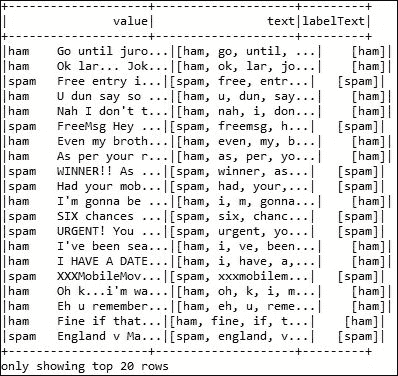 +--------------------+--------------------+---------+
|               value|                text|labelText|
+--------------------+--------------------+---------+
|ham	Go until juro...|[ham, go, until, ...|    [ham]|
|ham	Ok lar... Jok...|[ham, ok, lar, jo...|    [ham]|
|spam	Free entry i...|[spam, free, entr...|   [spam]|
|ham	U dun say so ...|[ham, u, dun, say...|    [ham]|
|ham	Nah I don't t...|[ham, nah, i, don...|    [ham]|
|spam	FreeMsg Hey ...|[spam, freemsg, h...|   [spam]|
|ham	Even my broth...|[ham, even, my, b...|    [ham]|
|ham	As per your r...|[ham, as, per, yo...|    [ham]|
|spam	WINNER!! As ...|[spam, winner, as...|   [spam]|
|spam	Had your mob...|[spam, had, your,...|   [spam]|
|ham	I'm gonna be ...|[ham, i, m, gonna...|    [ham]|
|spam	SIX chances ...|[spam, six, chanc...|   [spam]|
|spam	URGENT! You ...|[spam, urgent, yo...|   [spam]|
|ham	I've been sea...|[ham, i, ve, been...|    [ham]|
|ham	I HAVE A DATE...|[ham, i, have, a,...|    [ham]|
|spam	XXXMobileMov...|[spam, xxxmobilem...|   [spam]|
|ham	Oh k...i'm wa...|[ham, oh, k, i, m...|    [ham]|
|ham	Eh u remember...|[ham, eh, u, reme...|    [ham]|
|ham	Fine if that...|[ham, fine, if, t...|    [ham]|
|spam	England v Ma...|[spam, england, v...|   [spam]|
+--------------------+--------------------+---------+
only showing top 20 rows